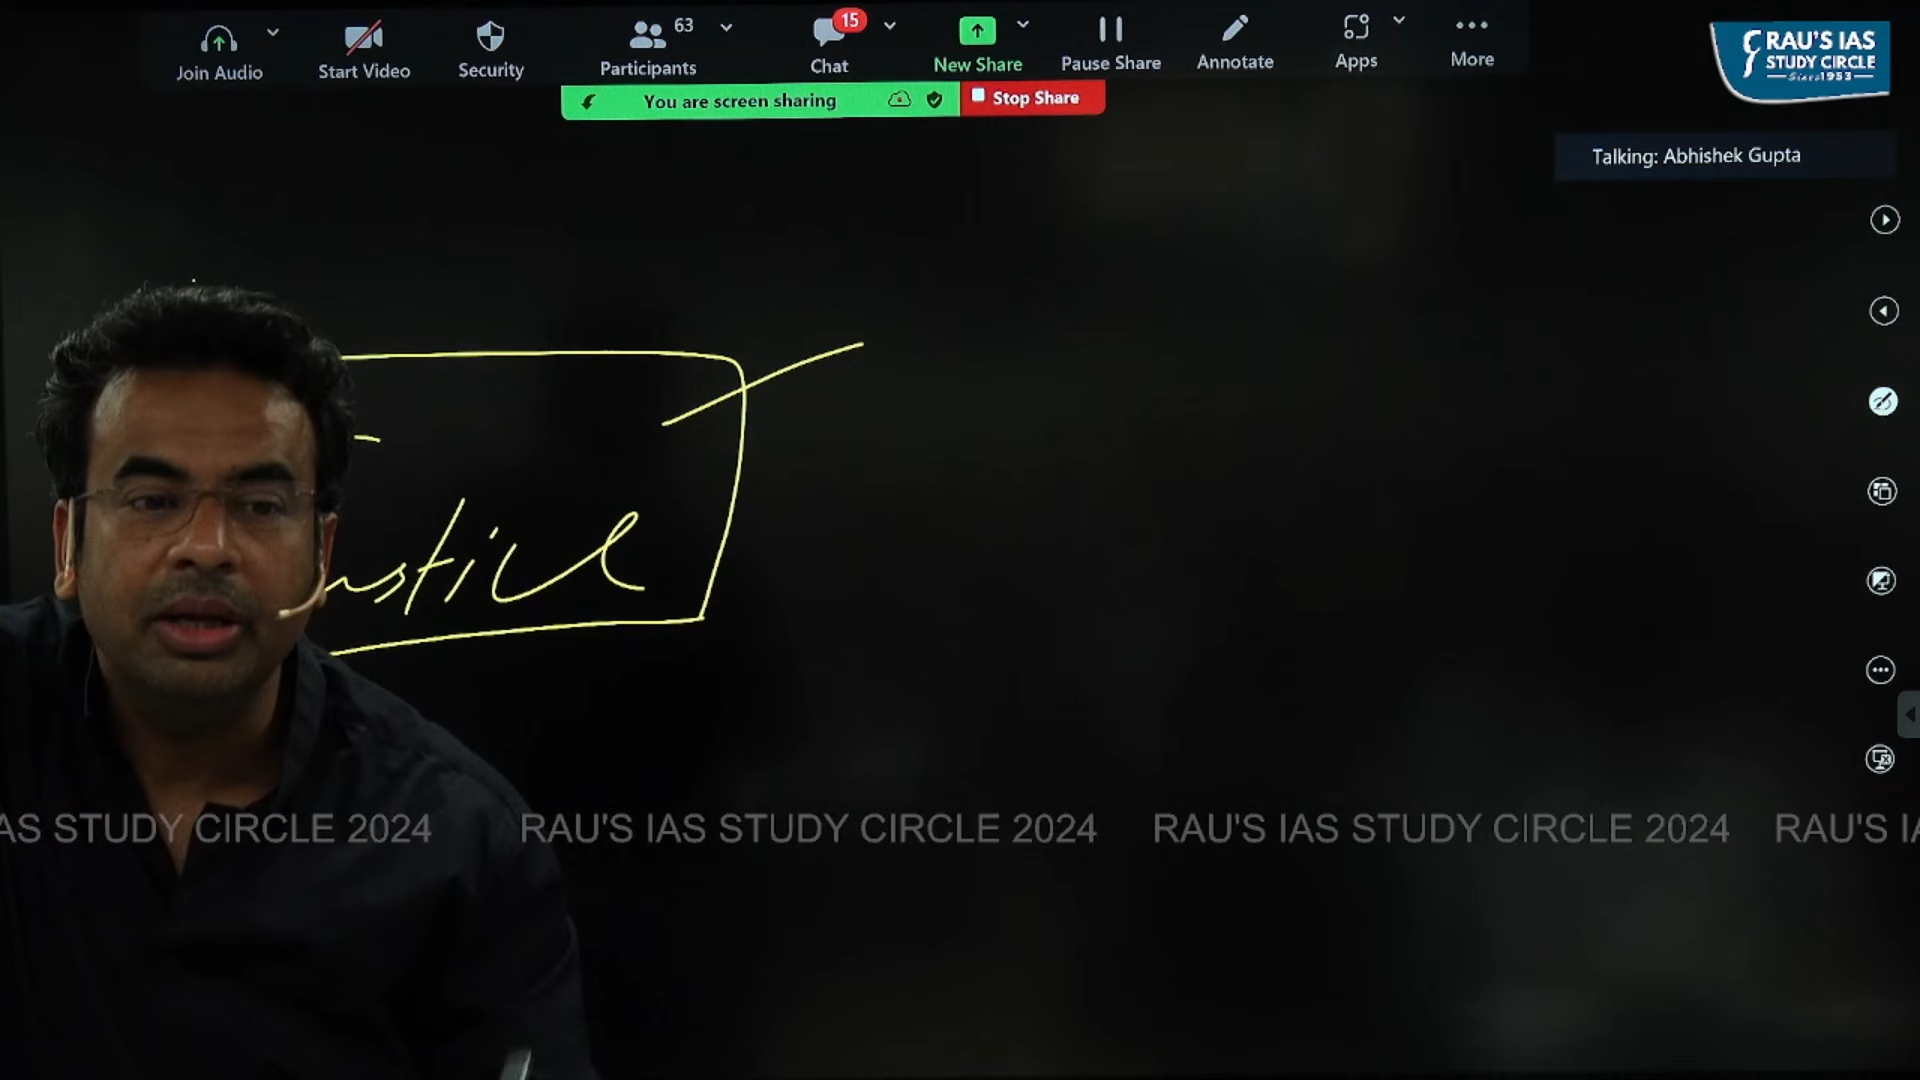 63
15
Join Audio
Start Video
Security
Participants
Chat
New Share
Pause Share
Annotate
Apps
More
RAU'S IAS
STUDY CIRCLE
Since 1953
You are screen sharing
Stop Share
Talking: Abhishek Gupta
ustice
AS STUDY CIRCLE 2024 RAU'S IAS STUDY CIRCLE 2024 RAU'S IAS STUDY CIRCLE 2024 RAU'S IA